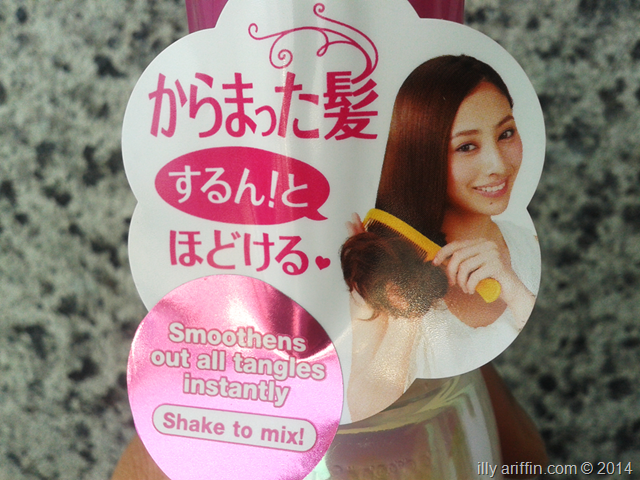 からまった髪
するん!と
ほどける♥
Smoothens
out all tangles
instantly
Shake to mix!
illy ariffin.com © 2014